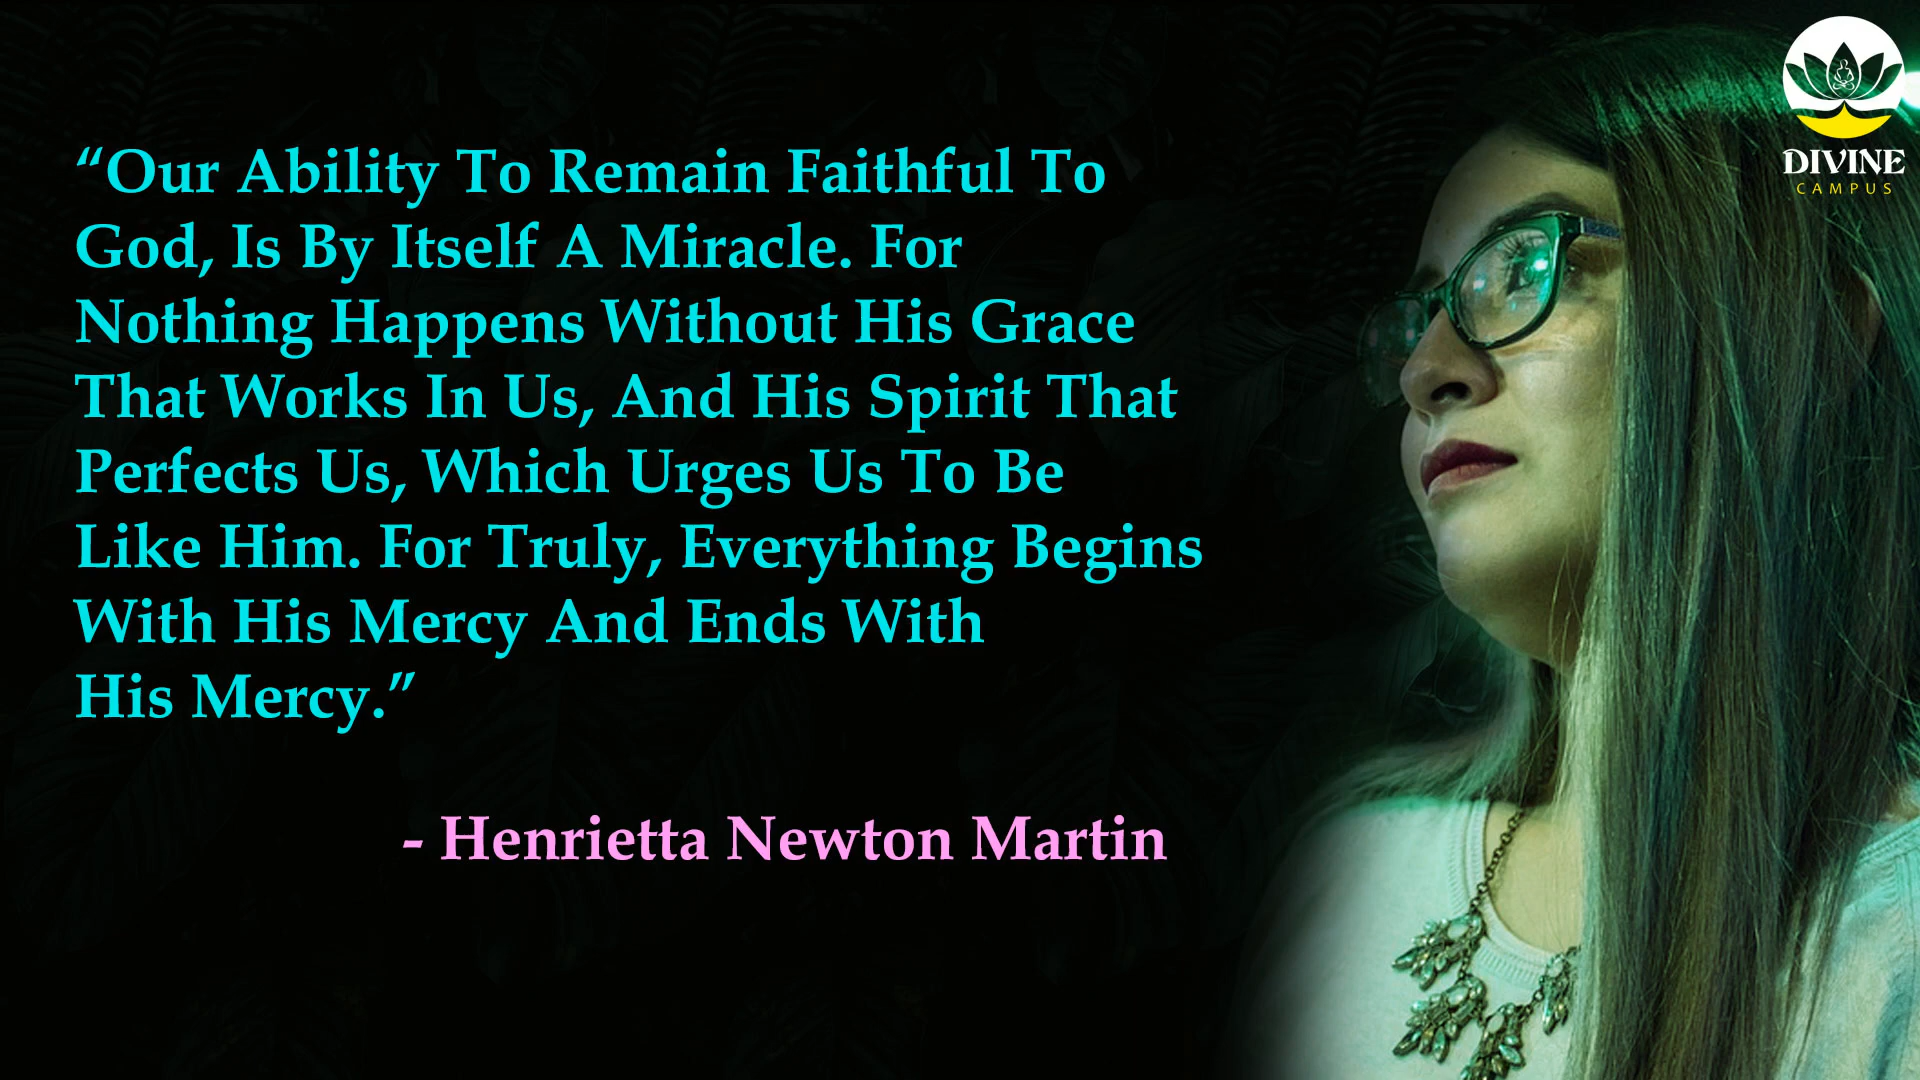 “Our Ability To Remain Faithful To
God, Is By Itself A Miracle. For
Nothing Happens Without His Grace
That Works In Us, And His Spirit That
Perfects Us, Which Urges Us To Be
Like Him. For Truly, Everything Begins
With His Mercy And Ends With
His Mercy.”
- Henrietta Newton Martin
DIVINE
CAMPUS